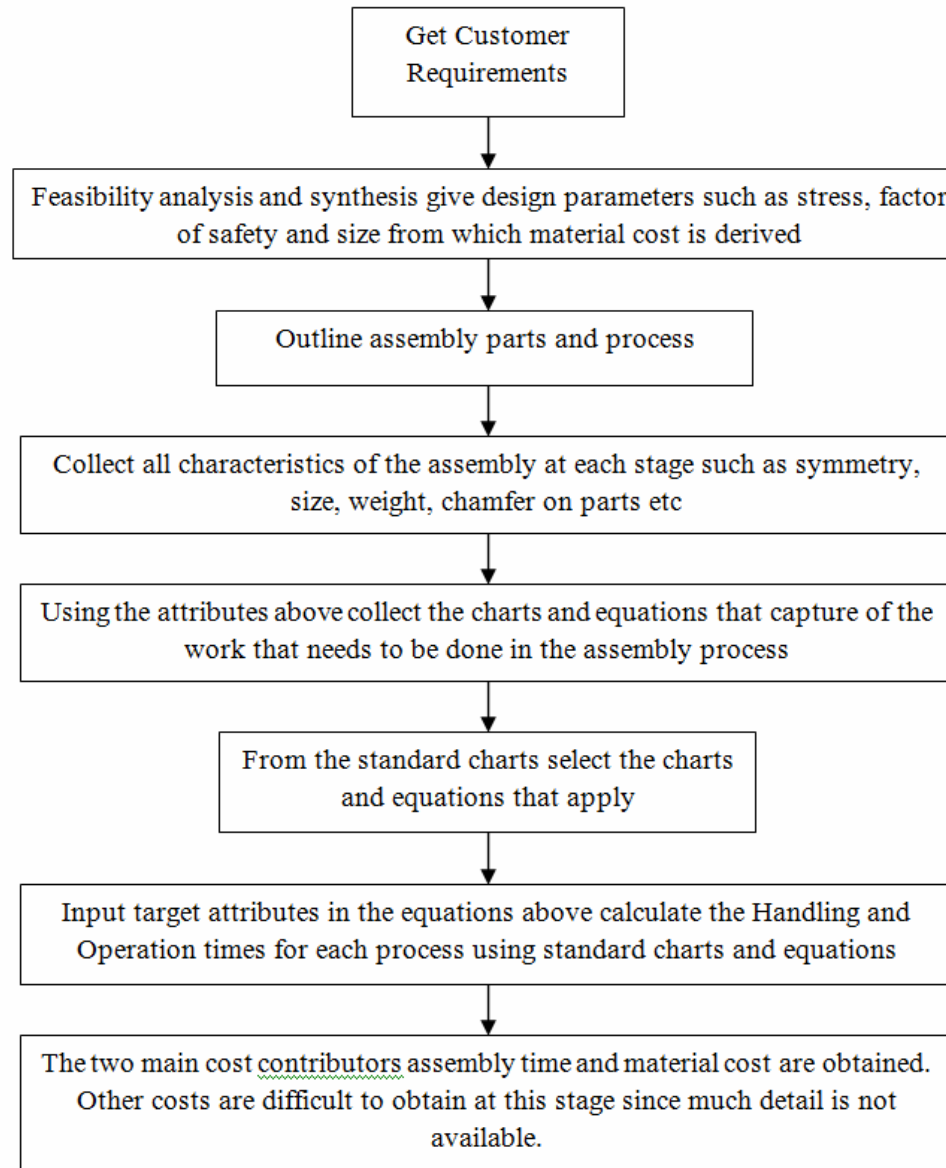 Get Customer
Requirements
Feasibility analysis and synthesis give design parameters such as stress, factor
of safety and size from which material cost is derived
Outline assembly parts and process
Collect all characteristics of the assembly at each stage such as symmetry,
size, weight, chamfer on parts etc
Using the attributes above collect the charts and equations that capture of the
work that needs to be done in the assembly process
From the standard charts select the charts
and equations that apply
Input target attributes in the equations above calculate the Handling and
Operation times for each process using standard charts and equations
The two main cost contributors assembly time and material cost are obtained.
Other costs are difficult to obtain at this stage since much detail is not
available.